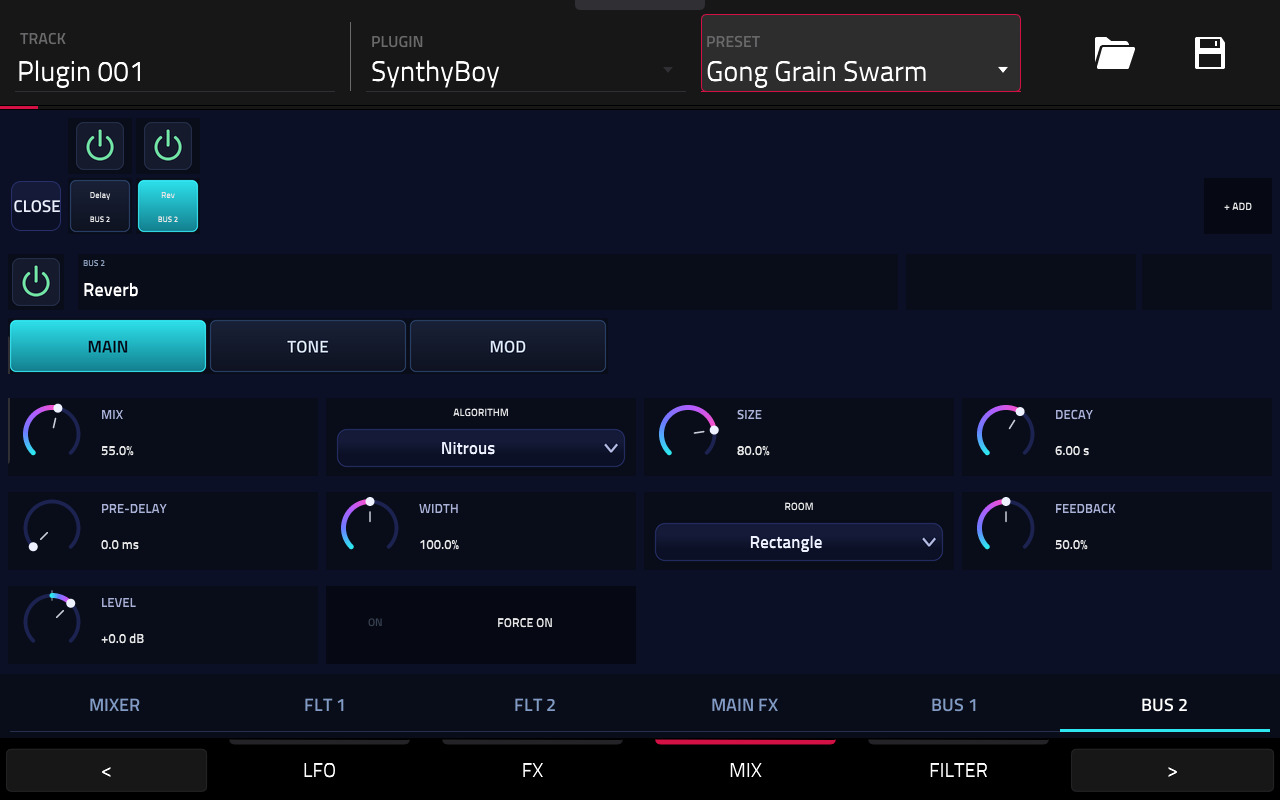 TRACK
Plugin 001
PLUGIN
SynthyBoy
PRESET
Gong Grain Swarm
CLOSE
Delay
BUS 2
Rev
BUS 2
+ ADD
BUS 2
Reverb
MAIN
TONE
MOD
MIX
55.0%
ALGORITHM
Nitrous
SIZE
80.0%
DECAY
6.00 s
PRE-DELAY
0.0 ms
WIDTH
100.0%
ROOM
Rectangle
FEEDBACK
50.0%
LEVEL
+0.0 dB
ON
FORCE ON
MIXER
FLT 1
FLT 2
MAIN FX
BUS 1
BUS 2
<
LFO
FX
MIX
FILTER
>